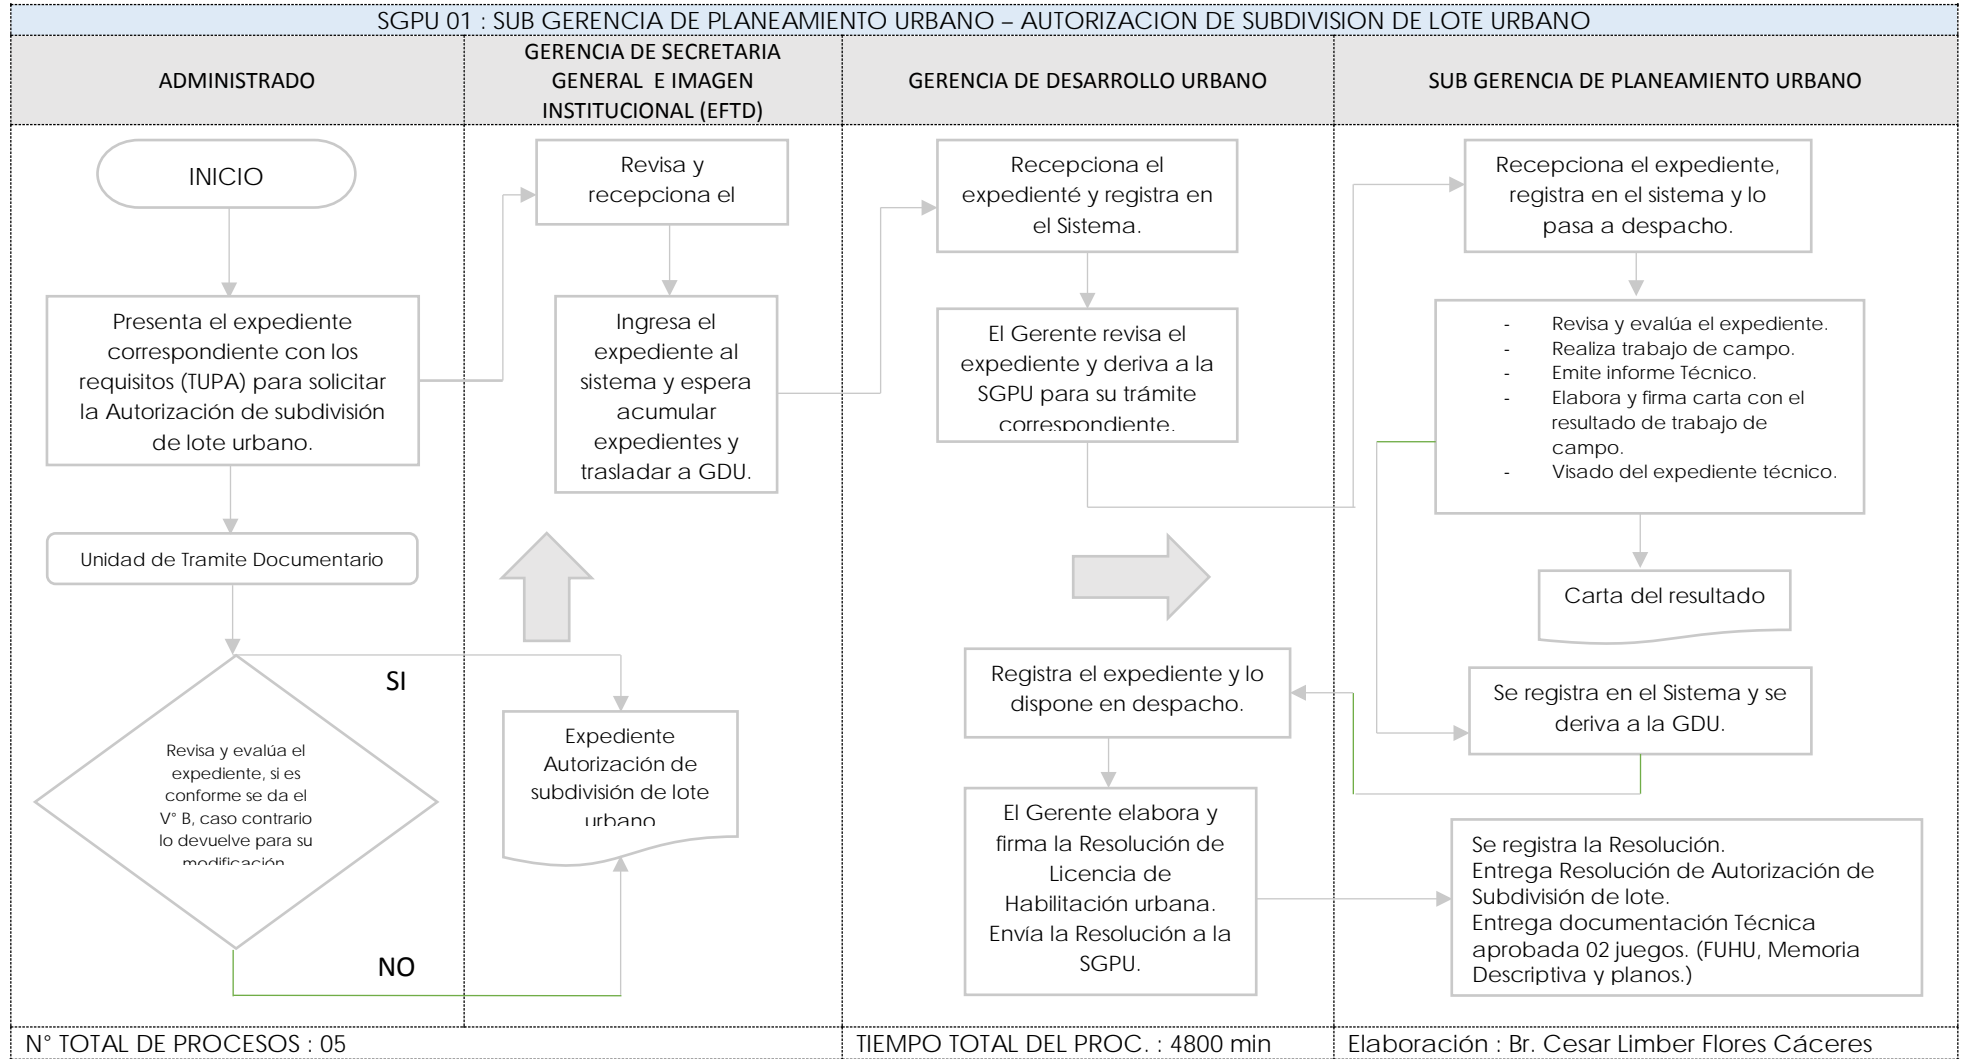 SGPU 01 : SUB GERENCIA DE PLANEAMIENTO URBANO – AUTORIZACION DE SUBDIVISION DE LOTE URBANO
ADMINISTRADO
GERENCIA DE SECRETARIA
GENERAL E IMAGEN
INSTITUCIONAL (EFTD)
GERENCIA DE DESARROLLO URBANO
SUB GERENCIA DE PLANEAMIENTO URBANO
INICIO
Presenta el expediente
correspondiente con los
requisitos (TUPA) para solicitar
la Autorización de subdivisión
de lote urbano.
Unidad de Tramite Documentario
SI
Revisa y evalúa el
expediente, si es
conforme se da el
V° B, caso contrario
lo devuelve para su
modificación
NO
Revisa y
recepciona el
Ingresa el
expediente al
sistema y espera
acumular
expedientes y
trasladar a GDU.
Expediente
Autorización de
subdivisión de lote
urbano
Recepciona el
expedienté y registra en
el Sistema.
El Gerente revisa el
expediente y deriva a la
SGPU para su trámite
correspondiente.
Registra el expediente y lo
dispone en despacho.
El Gerente elabora y
firma la Resolución de
Licencia de
Habilitación urbana.
Envía la Resolución a la
SGPU.
Recepciona el expediente,
registra en el sistema y lo
pasa a despacho.
- Revisa y evalúa el expediente.
- Realiza trabajo de campo.
- Emite informe Técnico.
- Elabora y firma carta con el
resultado de trabajo de
campo.
- Visado del expediente técnico.
Carta del resultado
Se registra en el Sistema y se
deriva a la GDU.
Se registra la Resolución.
Entrega Resolución de Autorización de
Subdivisión de lote.
Entrega documentación Técnica
aprobada 02 juegos. (FUHU, Memoria
Descriptiva y planos.)
N° TOTAL DE PROCESOS : 05
TIEMPO TOTAL DEL PROC. : 4800 min
Elaboración : Br. Cesar Limber Flores Cáceres